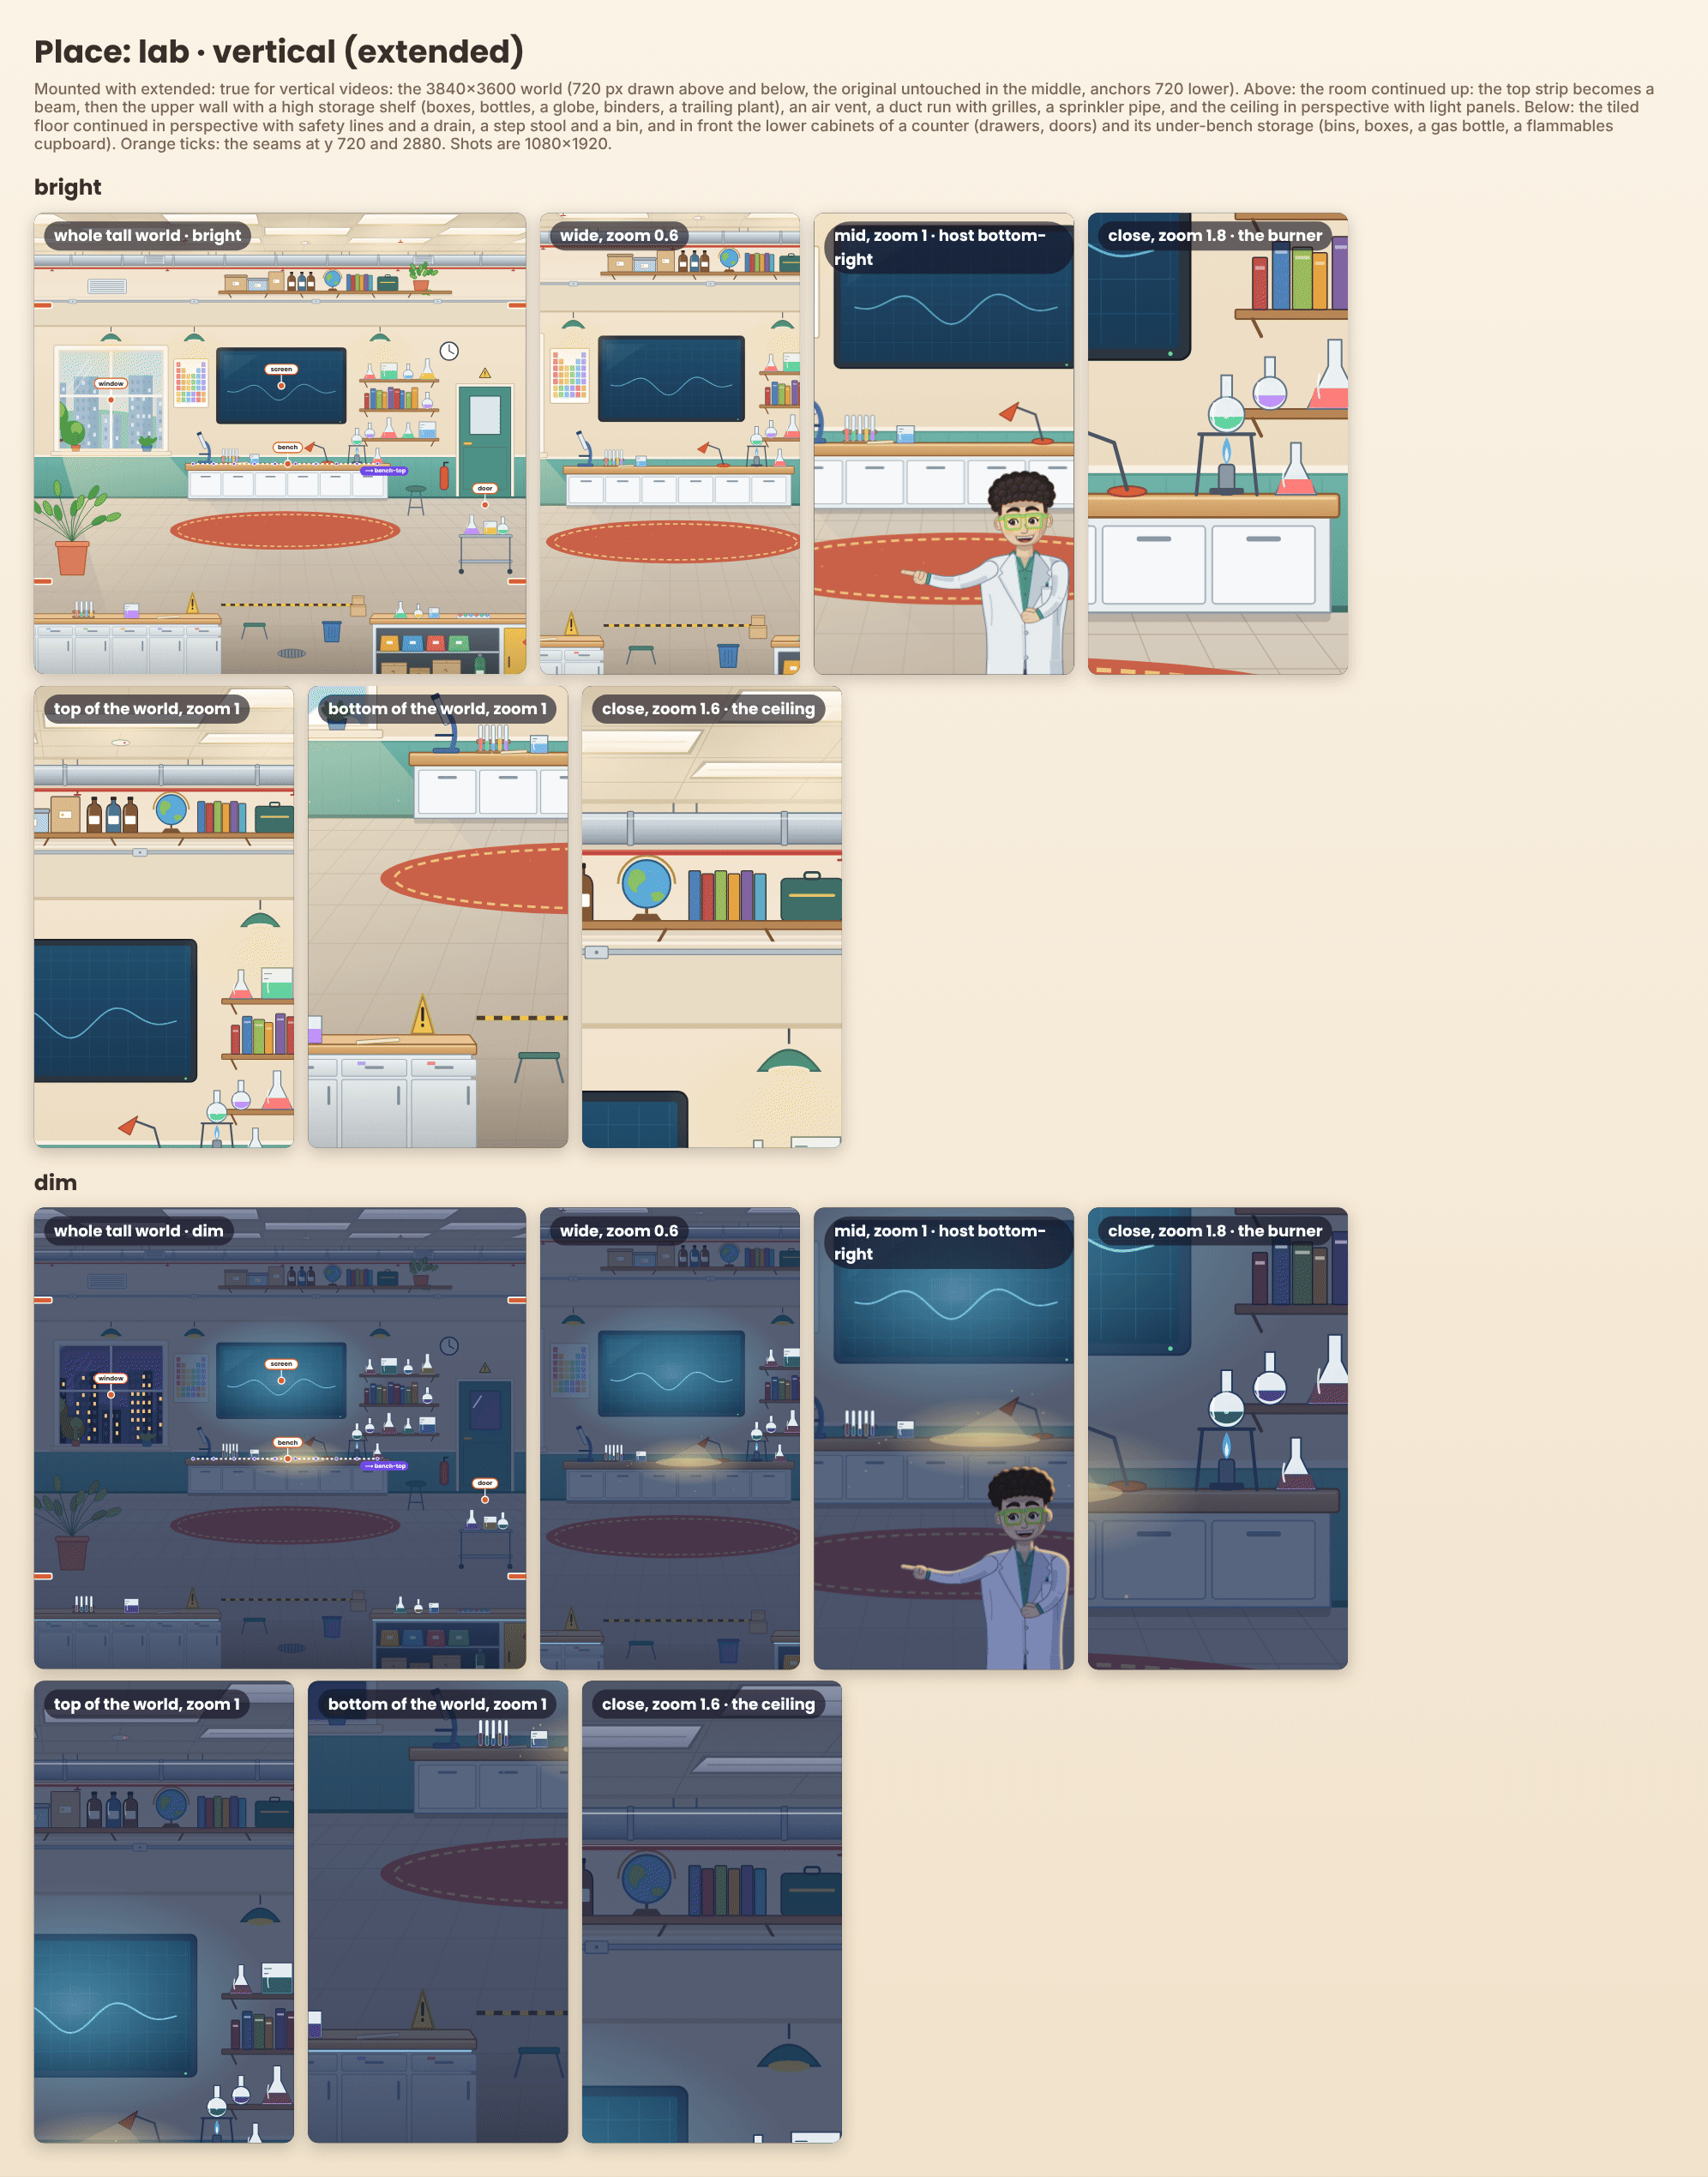 Place: lab · vertical (extended)
Mounted with extended: true for vertical videos: the 3840×3600 world (720 px drawn above and below, the original untouched in the middle, anchors 720 lower). Above: the room continued up: the top strip becomes a
beam, then the upper wall with a high storage shelf (boxes, bottles, a globe, binders, a trailing plant), an air vent, a duct run with grilles, a sprinkler pipe, and the ceiling in perspective with light panels. Below: the tiled
floor continued in perspective with safety lines and a drain, a step stool and a bin, and in front the lower cabinets of a counter (drawers, doors) and its under-bench storage (bins, boxes, a gas bottle, a flammables
cupboard). Orange ticks: the seams at y 720 and 2880. Shots are 1080×1920.
bright
whole tall world · bright
window
screen
bench
→ bench-top
door
wide, zoom 0.6
mid, zoom 1 · host bottom-
right
close, zoom 1.8 · the burner
top of the world, zoom 1
bottom of the world, zoom 1
close, zoom 1.6 · the ceiling
dim
whole tall world · dim
window
screen
bench
→ bench-top
door
wide, zoom 0.6
mid, zoom 1 · host bottom-
right
close, zoom 1.8 · the burner
top of the world, zoom 1
bottom of the world, zoom 1
close, zoom 1.6 · the ceiling